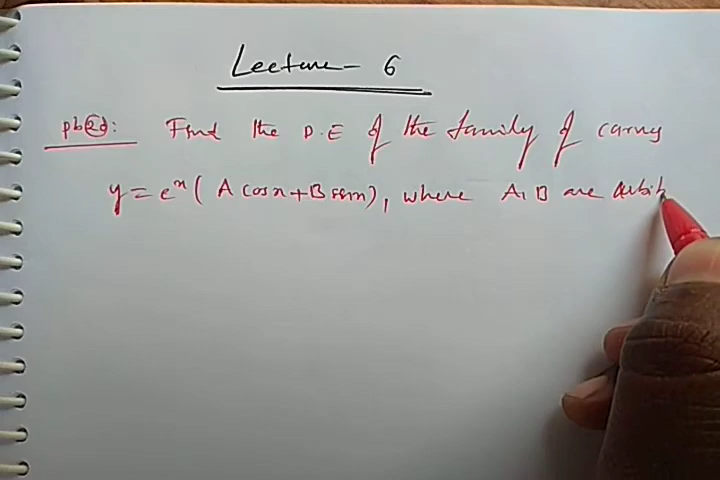 Lecture - 6
pb②: Find the D.E of the family of curves
y = eˣ ( A cos x + B sin x ), where A, B are arbit